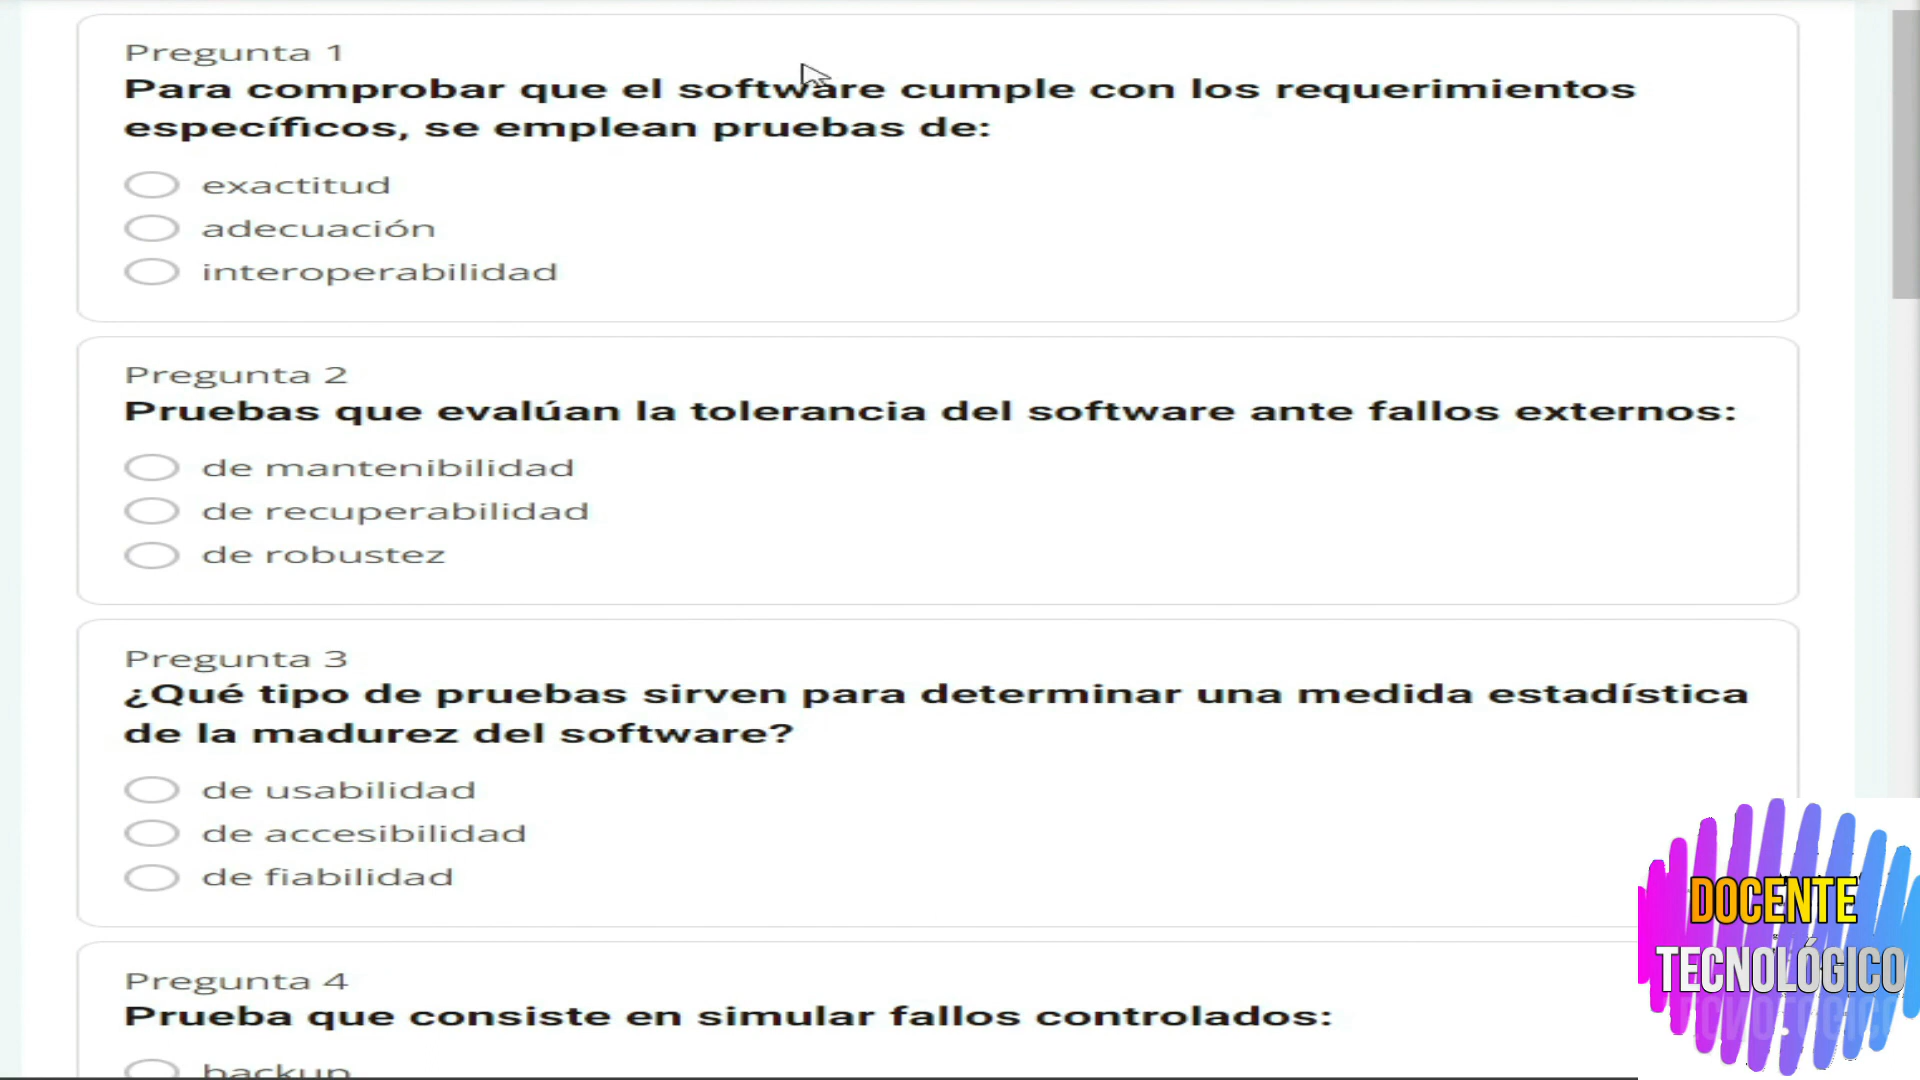 Pregunta 1
Para comprobar que el software cumple con los requerimientos
específicos, se emplean pruebas de:
exactitud
adecuación
interoperabilidad
Pregunta 2
Pruebas que evalúan la tolerancia del software ante fallos externos:
de mantenibilidad
de recuperabilidad
de robustez
Pregunta 3
¿Qué tipo de pruebas sirven para determinar una medida estadística
de la madurez del software?
de usabilidad
de accesibilidad
de fiabilidad
Pregunta 4
Prueba que consiste en simular fallos controlados:
backup
DOCENTE
TECNOLÓGICO